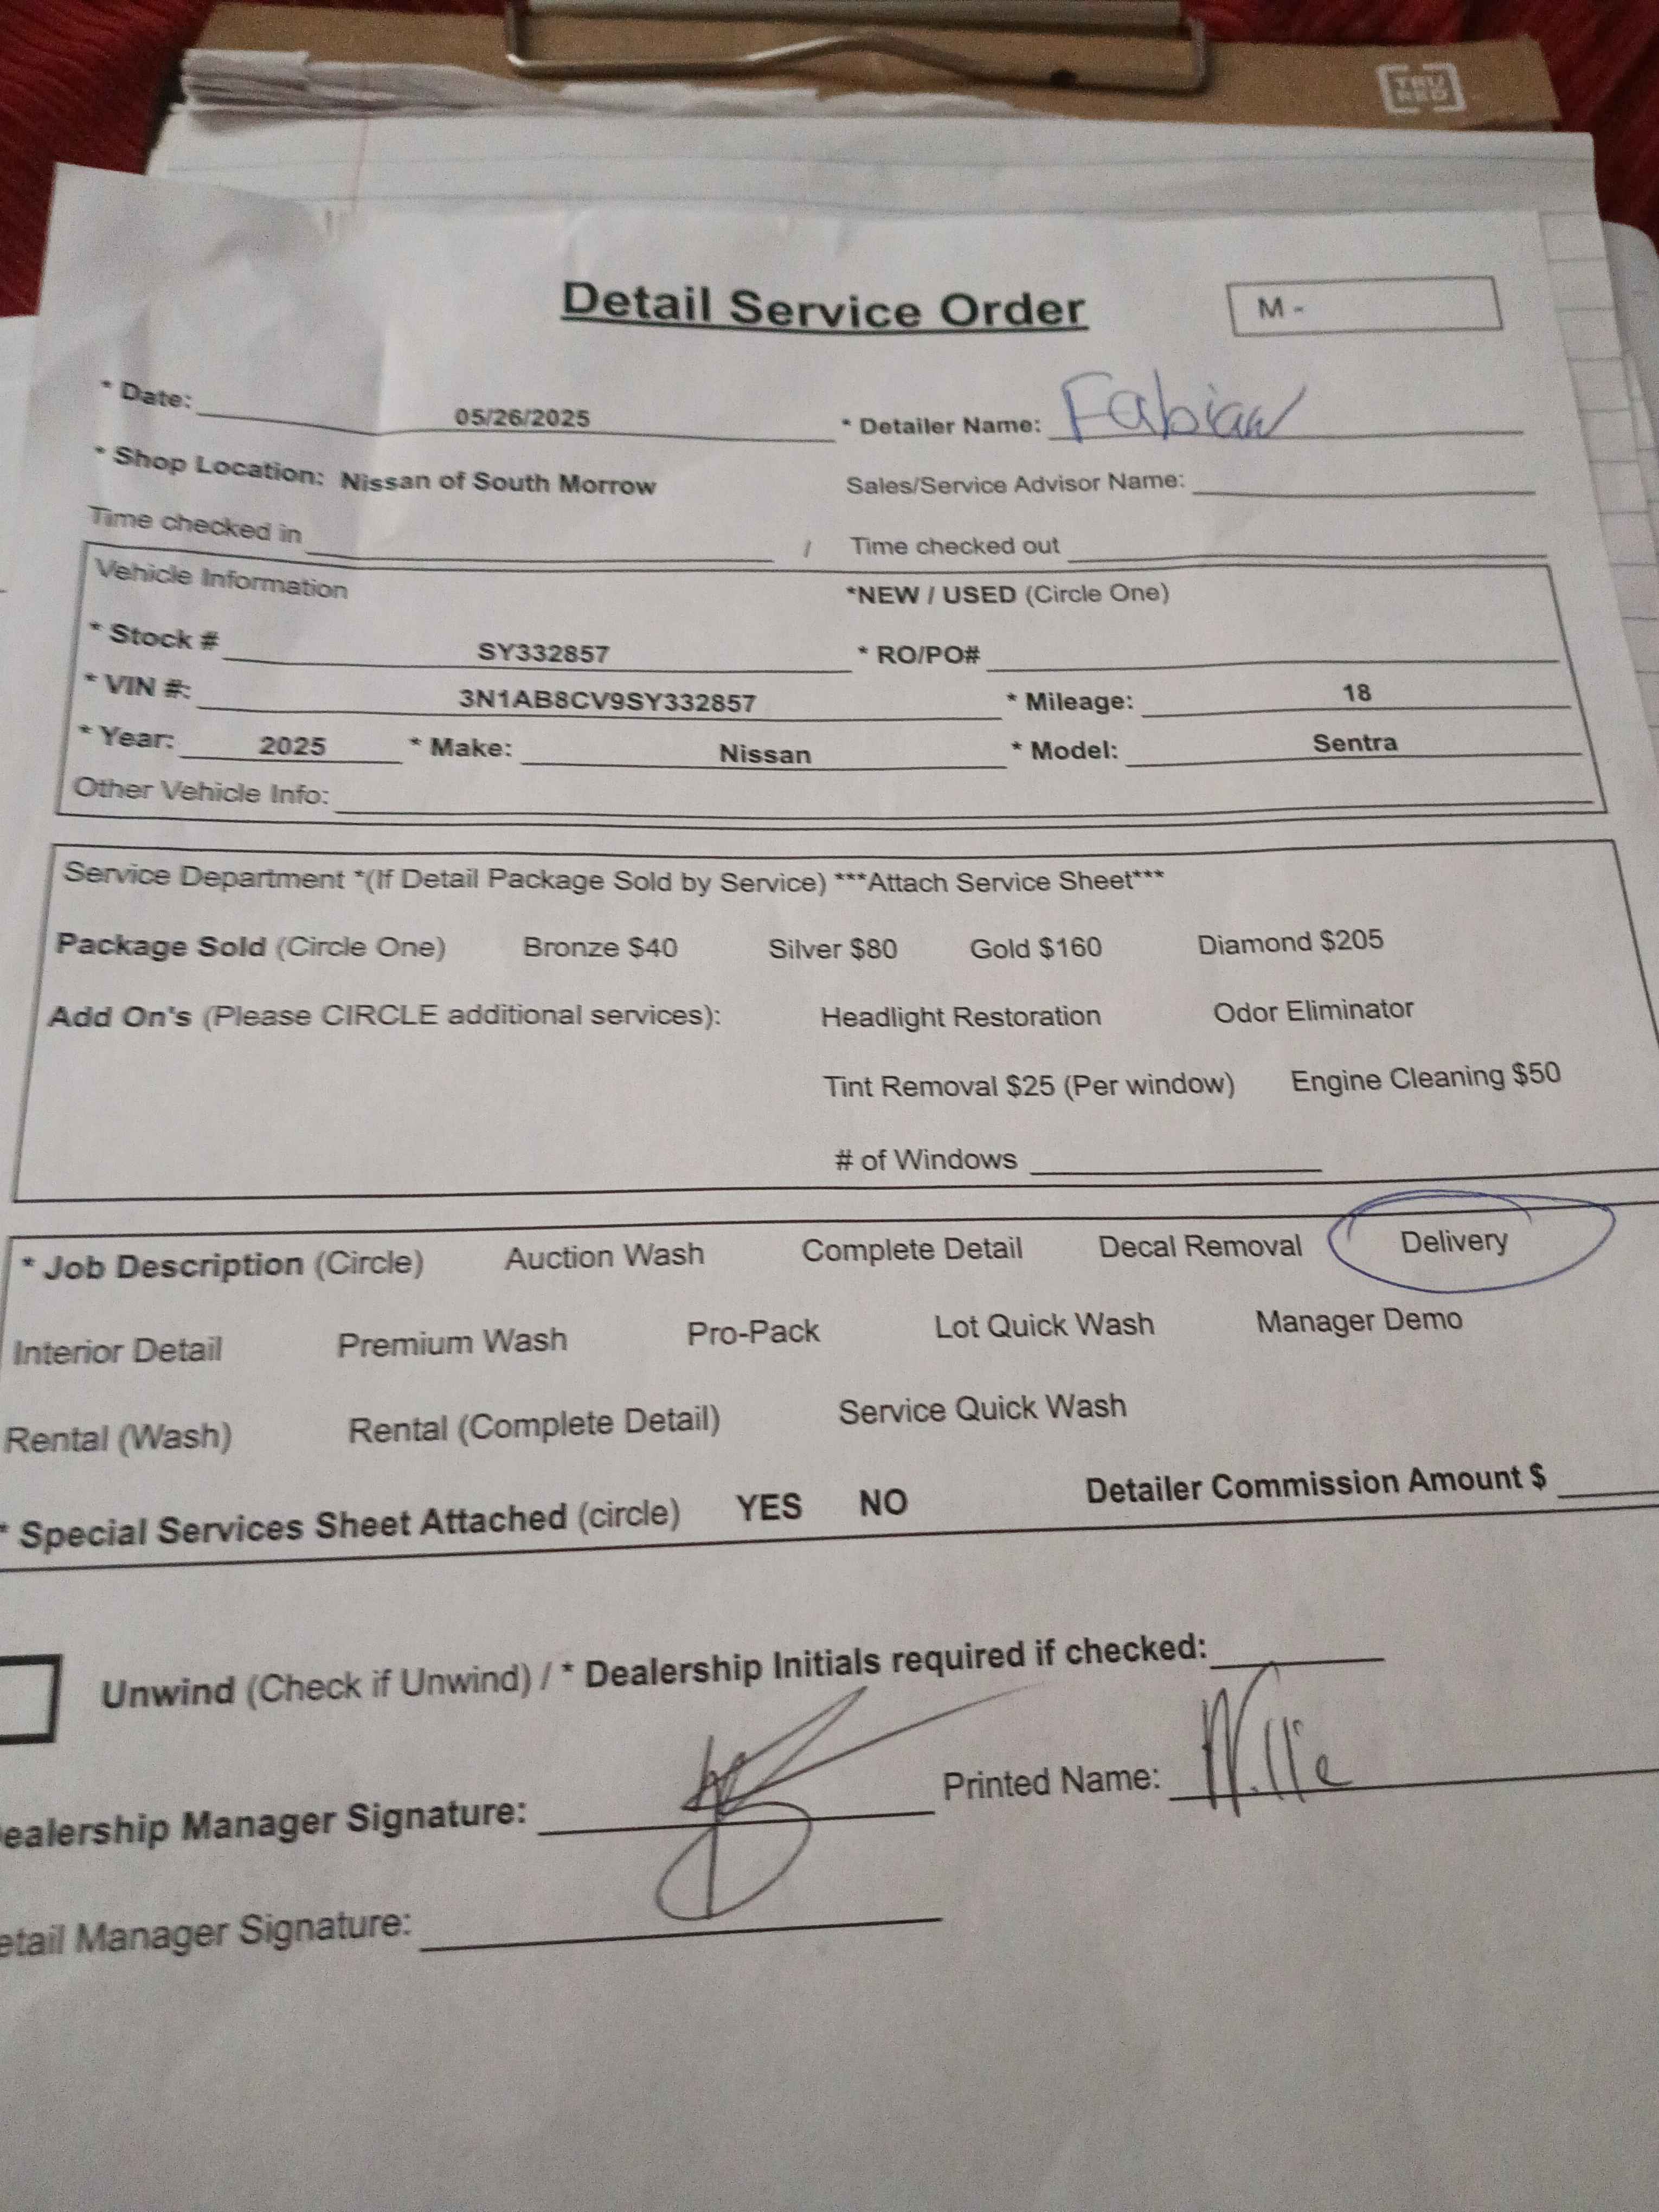 TRU
RED
Detail Service Order
M -
* Date: 05/26/2025 * Detailer Name: Fabian
* Shop Location: Nissan of South Morrow Sales/Service Advisor Name:
Time checked in / Time checked out
Vehicle Information *NEW / USED (Circle One)
* Stock # SY332857 * RO/PO#
* VIN #: 3N1AB8CV9SY332857 * Mileage: 18
* Year: 2025 * Make: Nissan * Model: Sentra
Other Vehicle Info:
Service Department *(If Detail Package Sold by Service) ***Attach Service Sheet***
Package Sold (Circle One) Bronze $40 Silver $80 Gold $160 Diamond $205
Add On's (Please CIRCLE additional services): Headlight Restoration Odor Eliminator
Tint Removal $25 (Per window) Engine Cleaning $50
# of Windows
* Job Description (Circle) Auction Wash Complete Detail Decal Removal Delivery
Interior Detail Premium Wash Pro-Pack Lot Quick Wash Manager Demo
Rental (Wash) Rental (Complete Detail) Service Quick Wash
* Special Services Sheet Attached (circle) YES NO Detailer Commission Amount $
Unwind (Check if Unwind) / * Dealership Initials required if checked:
ealership Manager Signature: Printed Name: Willie
etail Manager Signature: